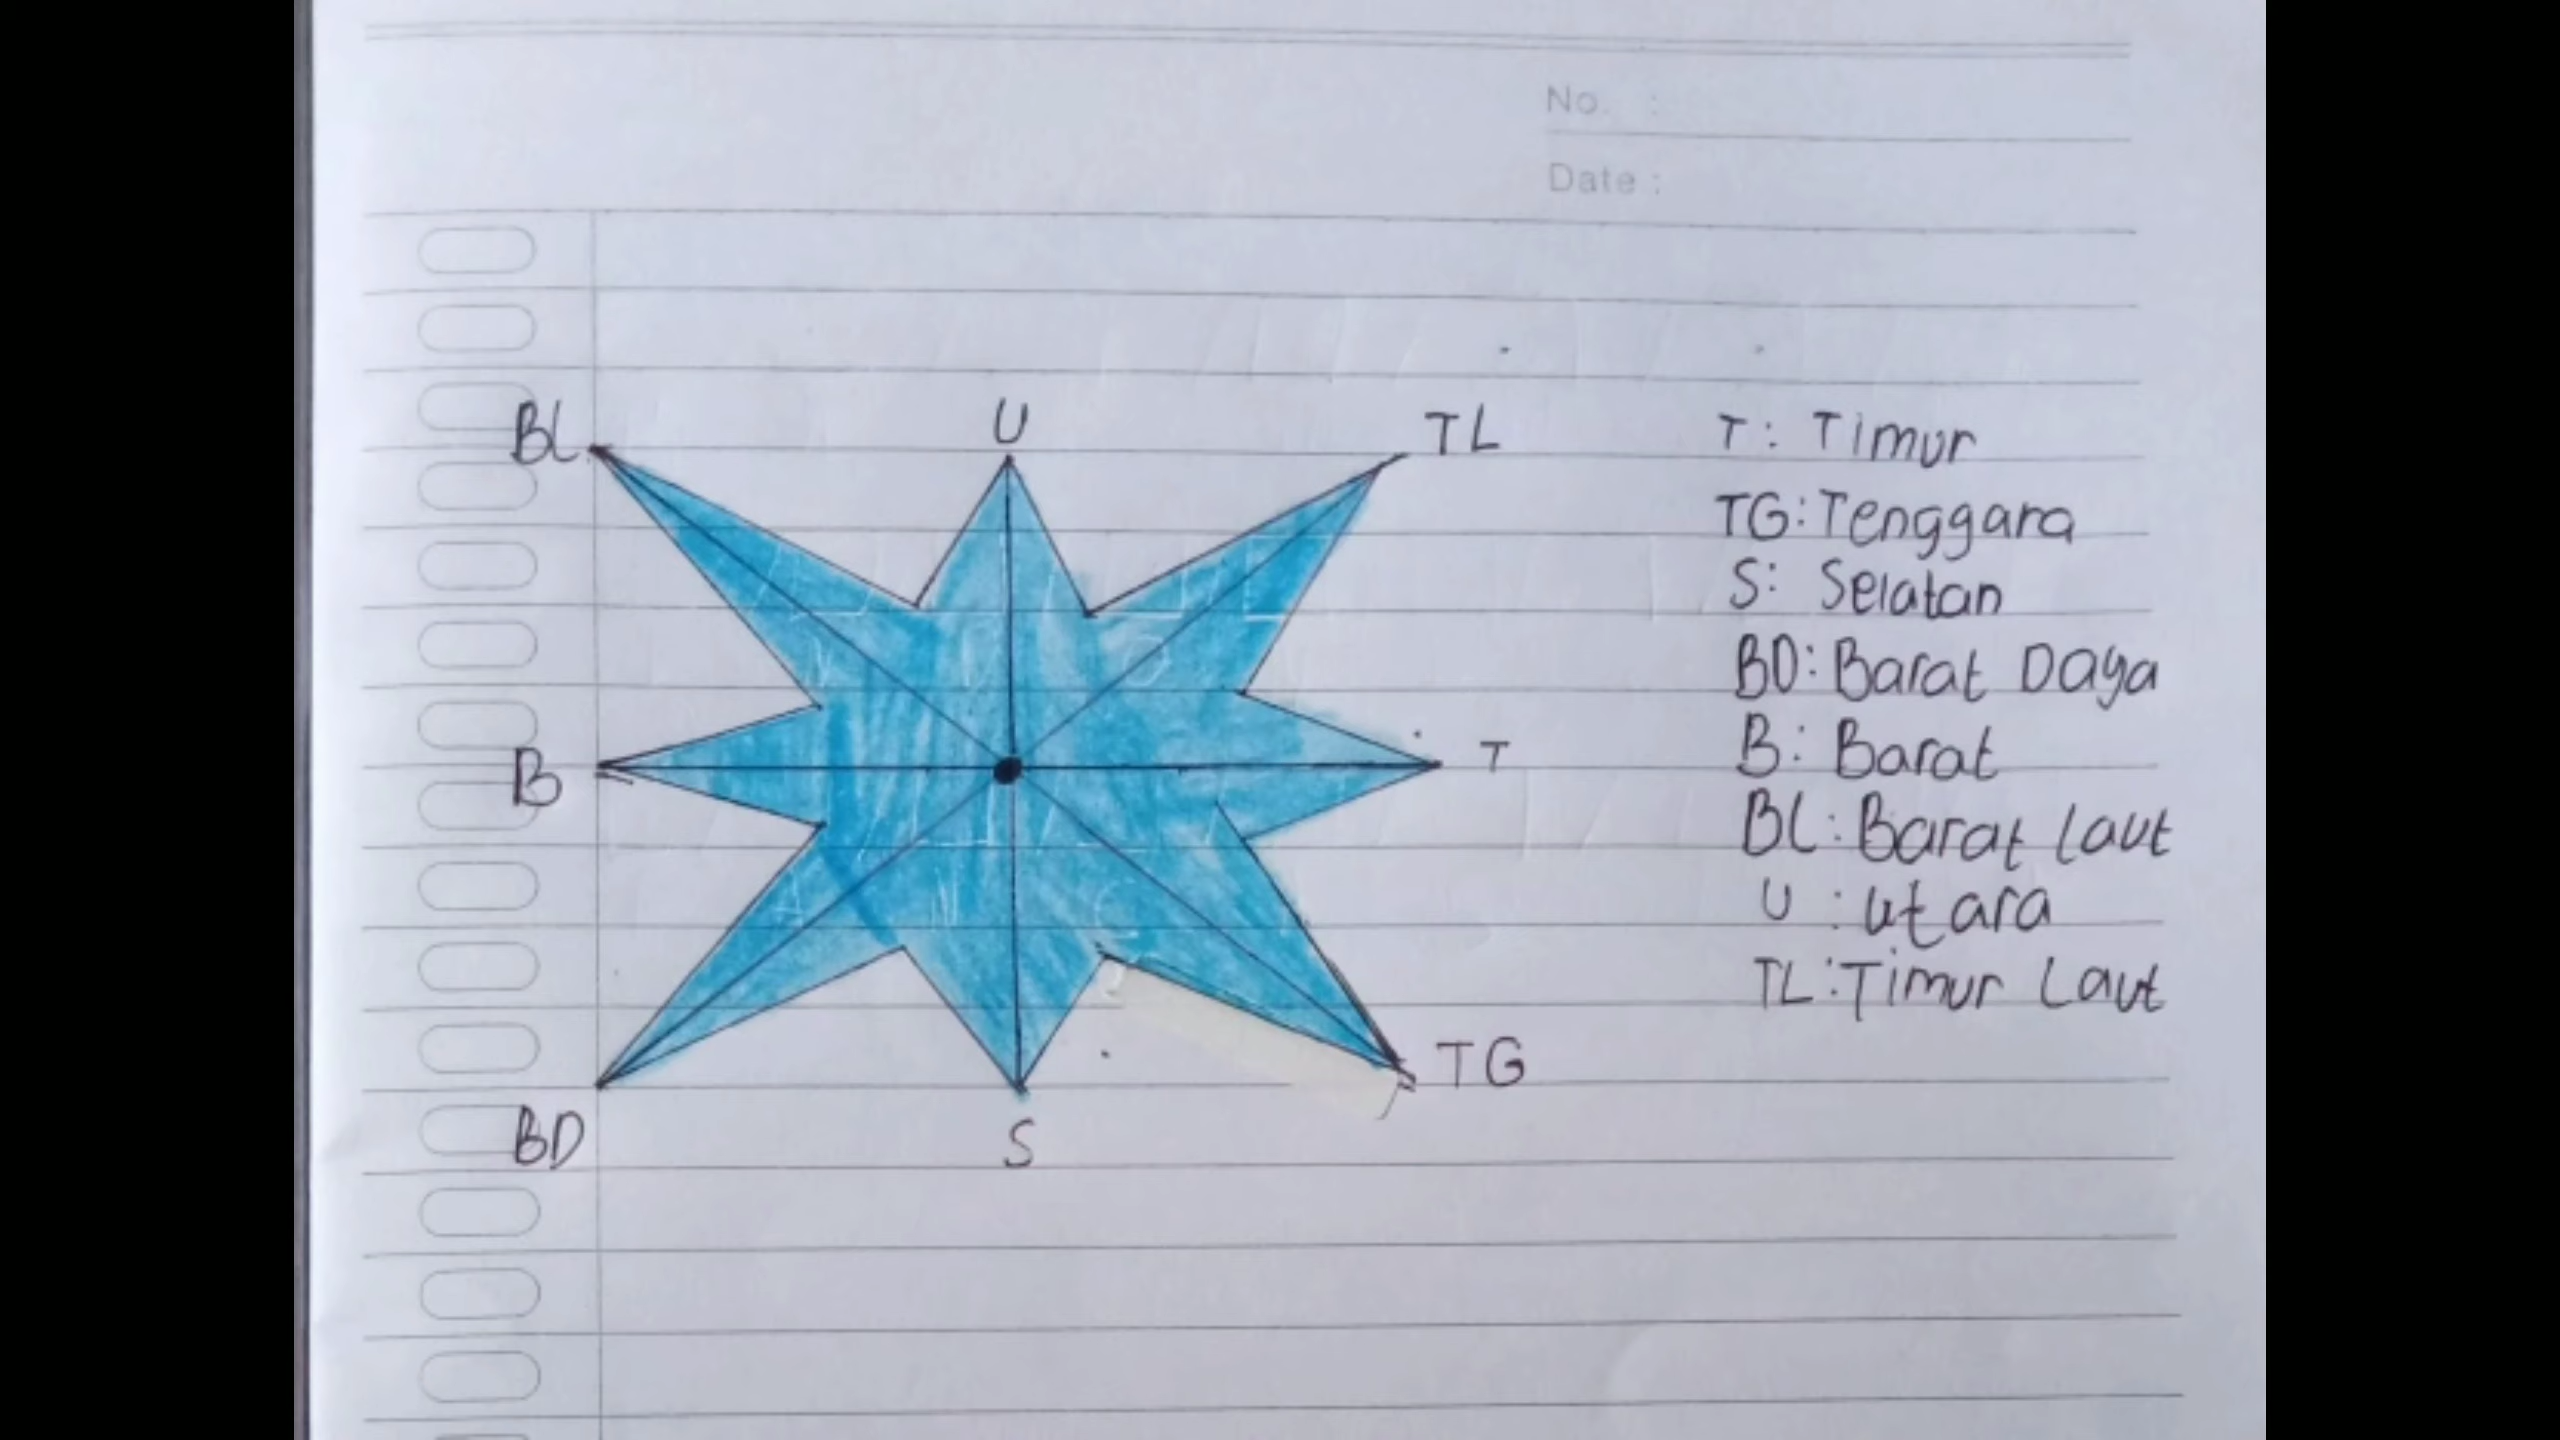 No. :
Date :
BL
U
TL
B
T
BD
S
TG
T: Timur
TG: Tenggara
S: Selatan
BD: Barat Daya
B: Barat
BL: Barat laut
U : utara
TL: Timur Laut